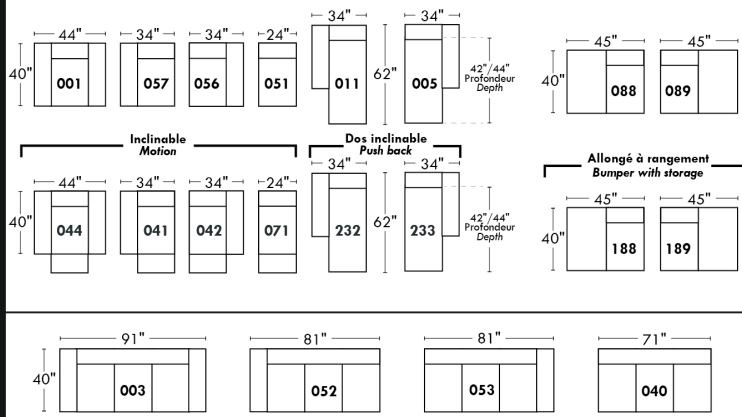 44" 34" 34" 24" 34" 34" 45" 45"
40" 001 057 056 051 011 62" 005 42"/44"
Profondeur
Depth
40" 088 089
Inclinable
Motion
Dos inclinable
Push back
Allongé à rangement
Bumper with storage
44" 34" 34" 24" 34" 34" 45" 45"
40" 044 041 042 071 232 62" 233 42"/44"
Profondeur
Depth
40" 188 189
91" 81" 81" 71"
40" 003 052 053 040